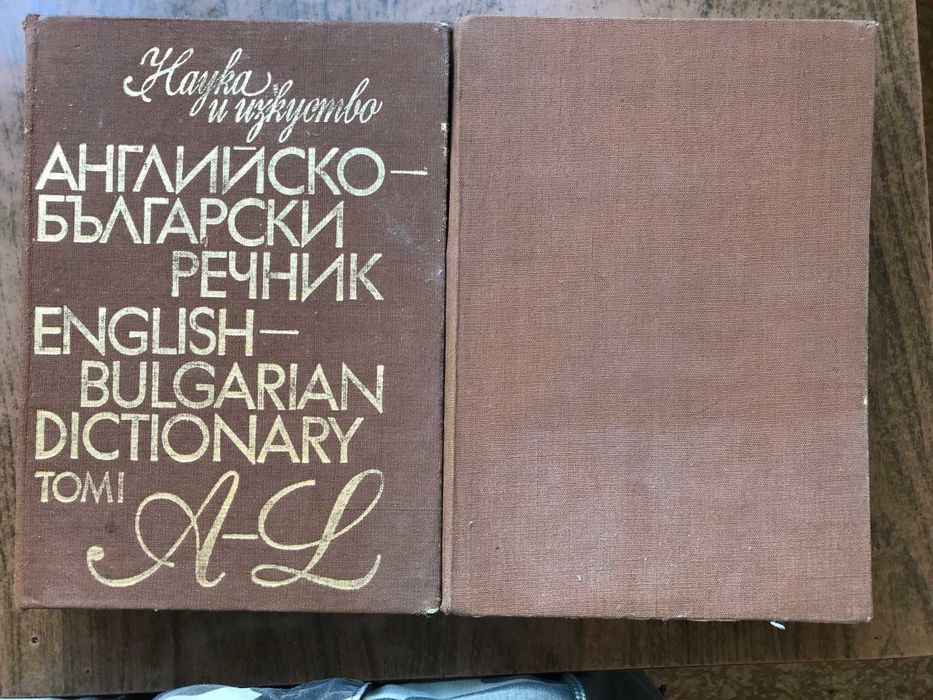 Наука
и изкуство
АНГЛИЙСКО–
БЪЛГАРСКИ
РЕЧНИК
ENGLISH–
BULGARIAN
DICTIONARY
ТОМ I
A–L